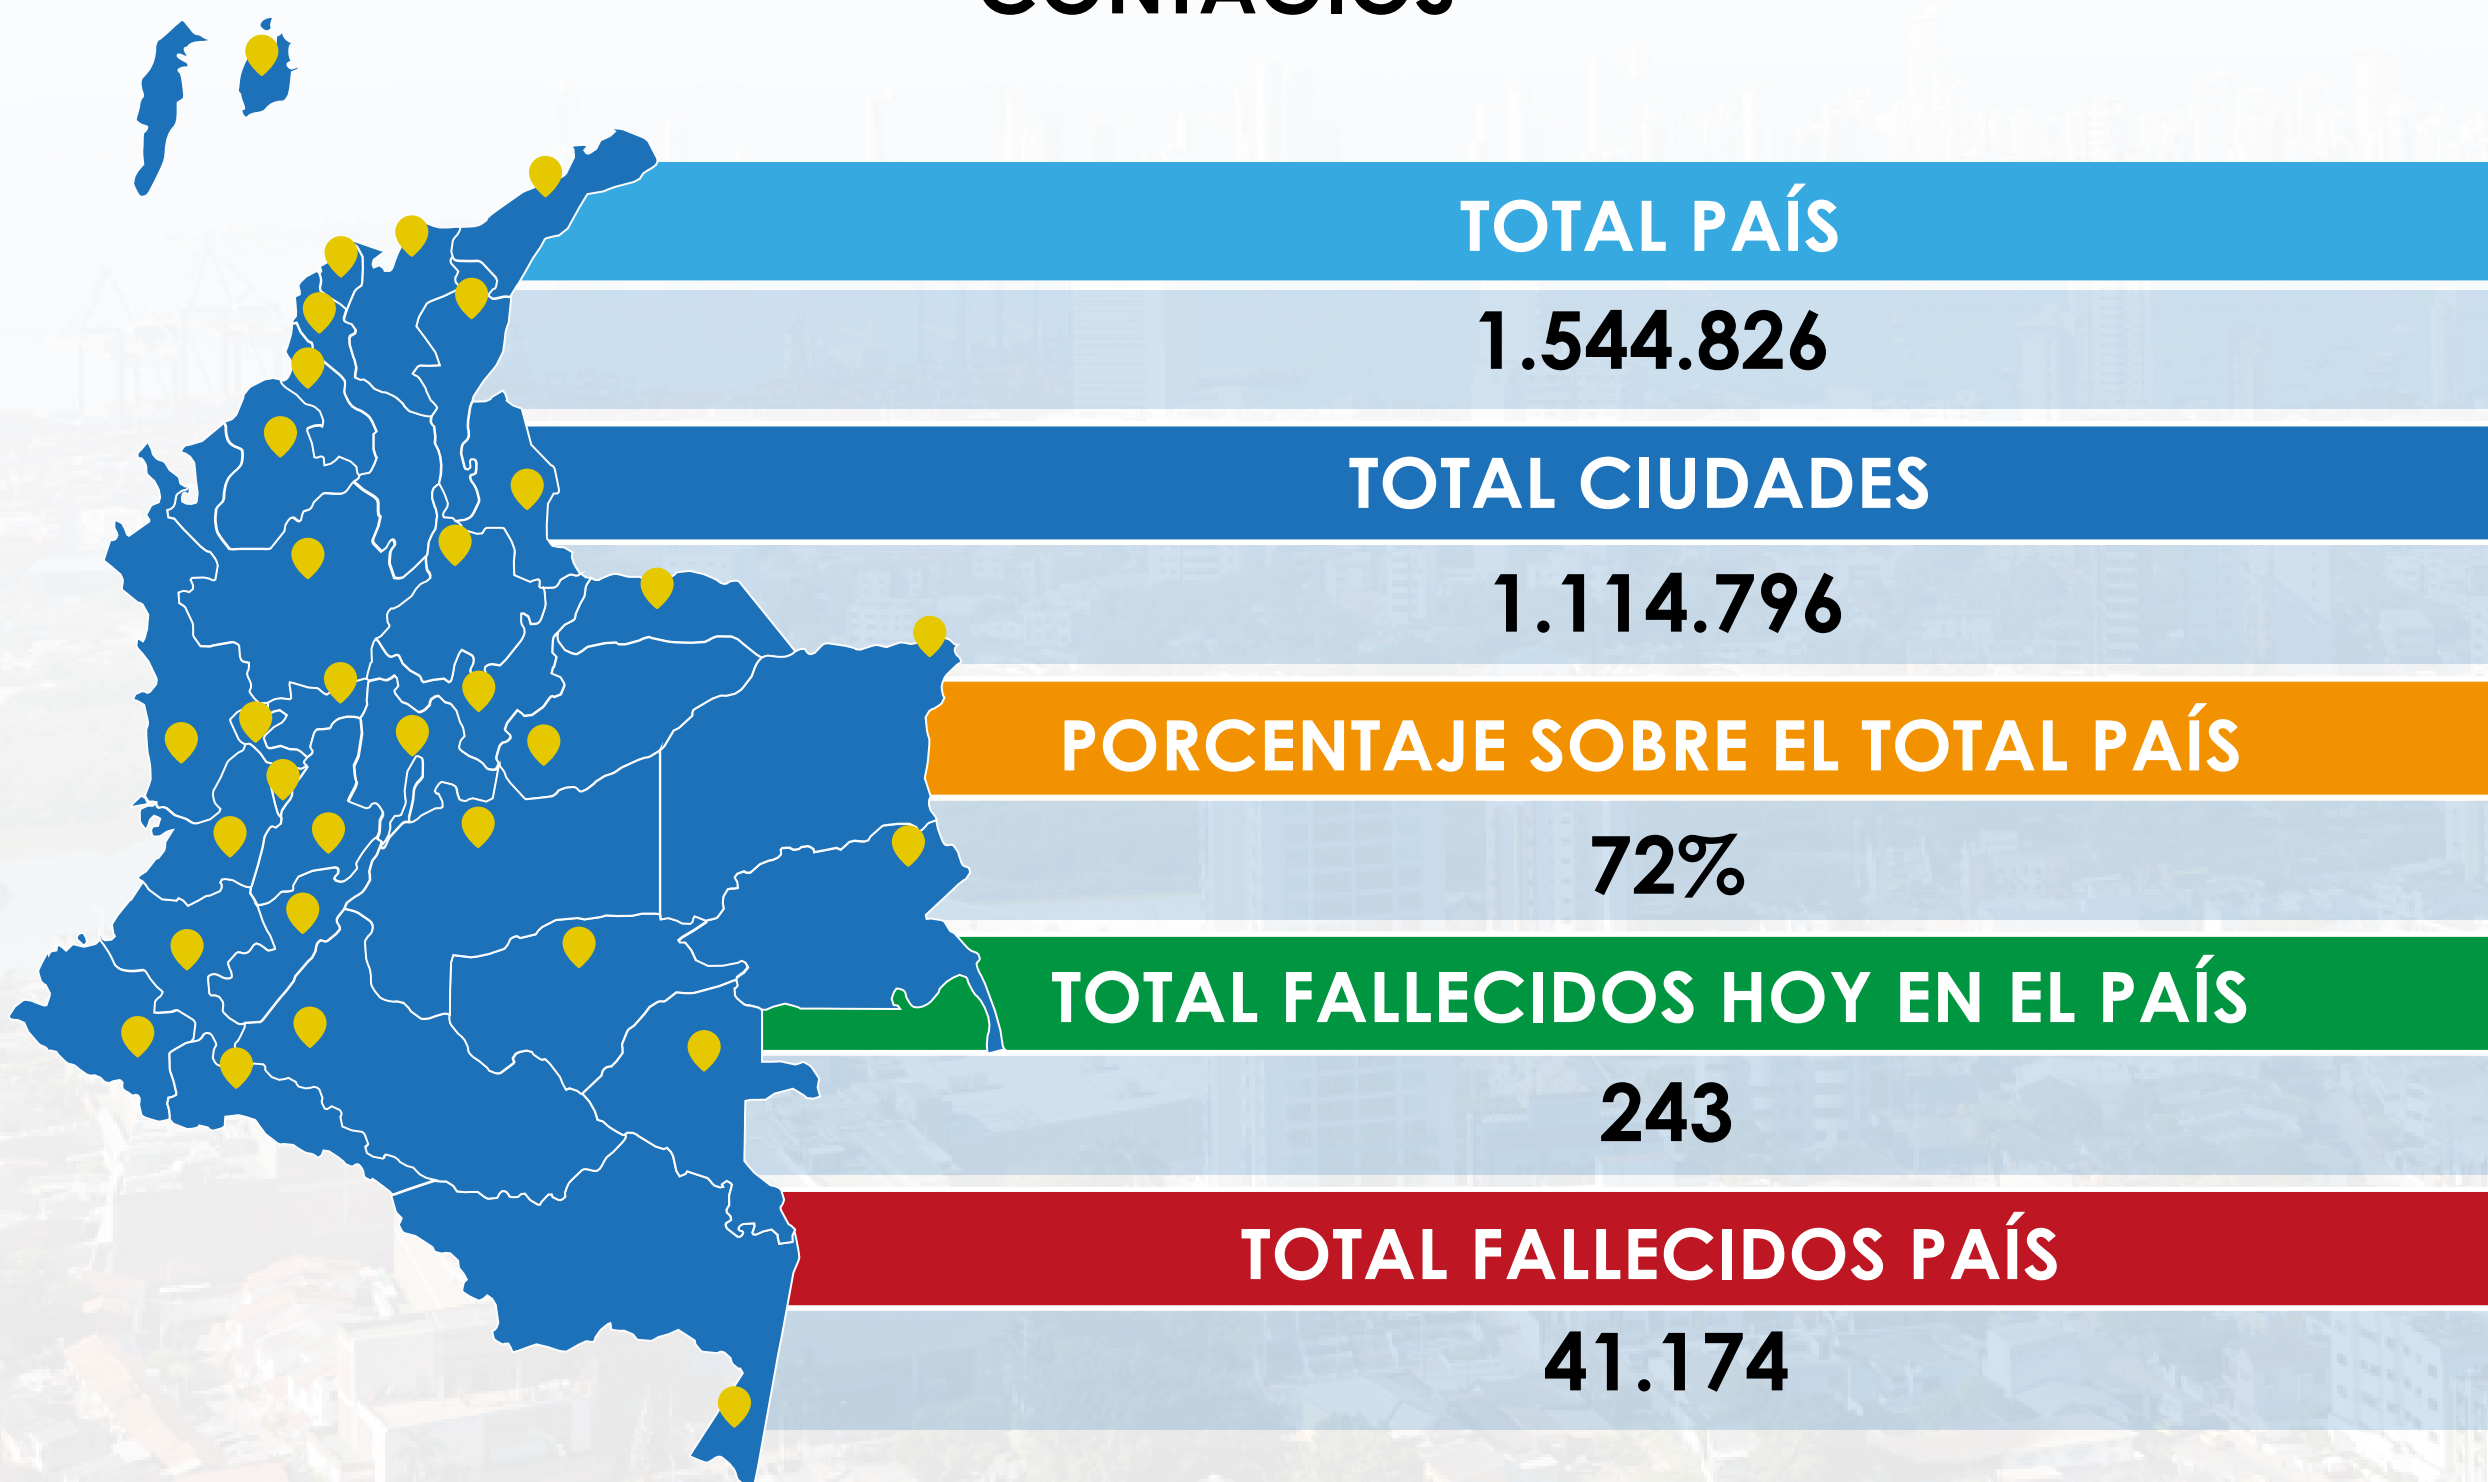 CONTAGIOS
TOTAL PAÍS
1.544.826
TOTAL CIUDADES
1.114.796
PORCENTAJE SOBRE EL TOTAL PAÍS
72%
TOTAL FALLECIDOS HOY EN EL PAÍS
243
TOTAL FALLECIDOS PAÍS
41.174